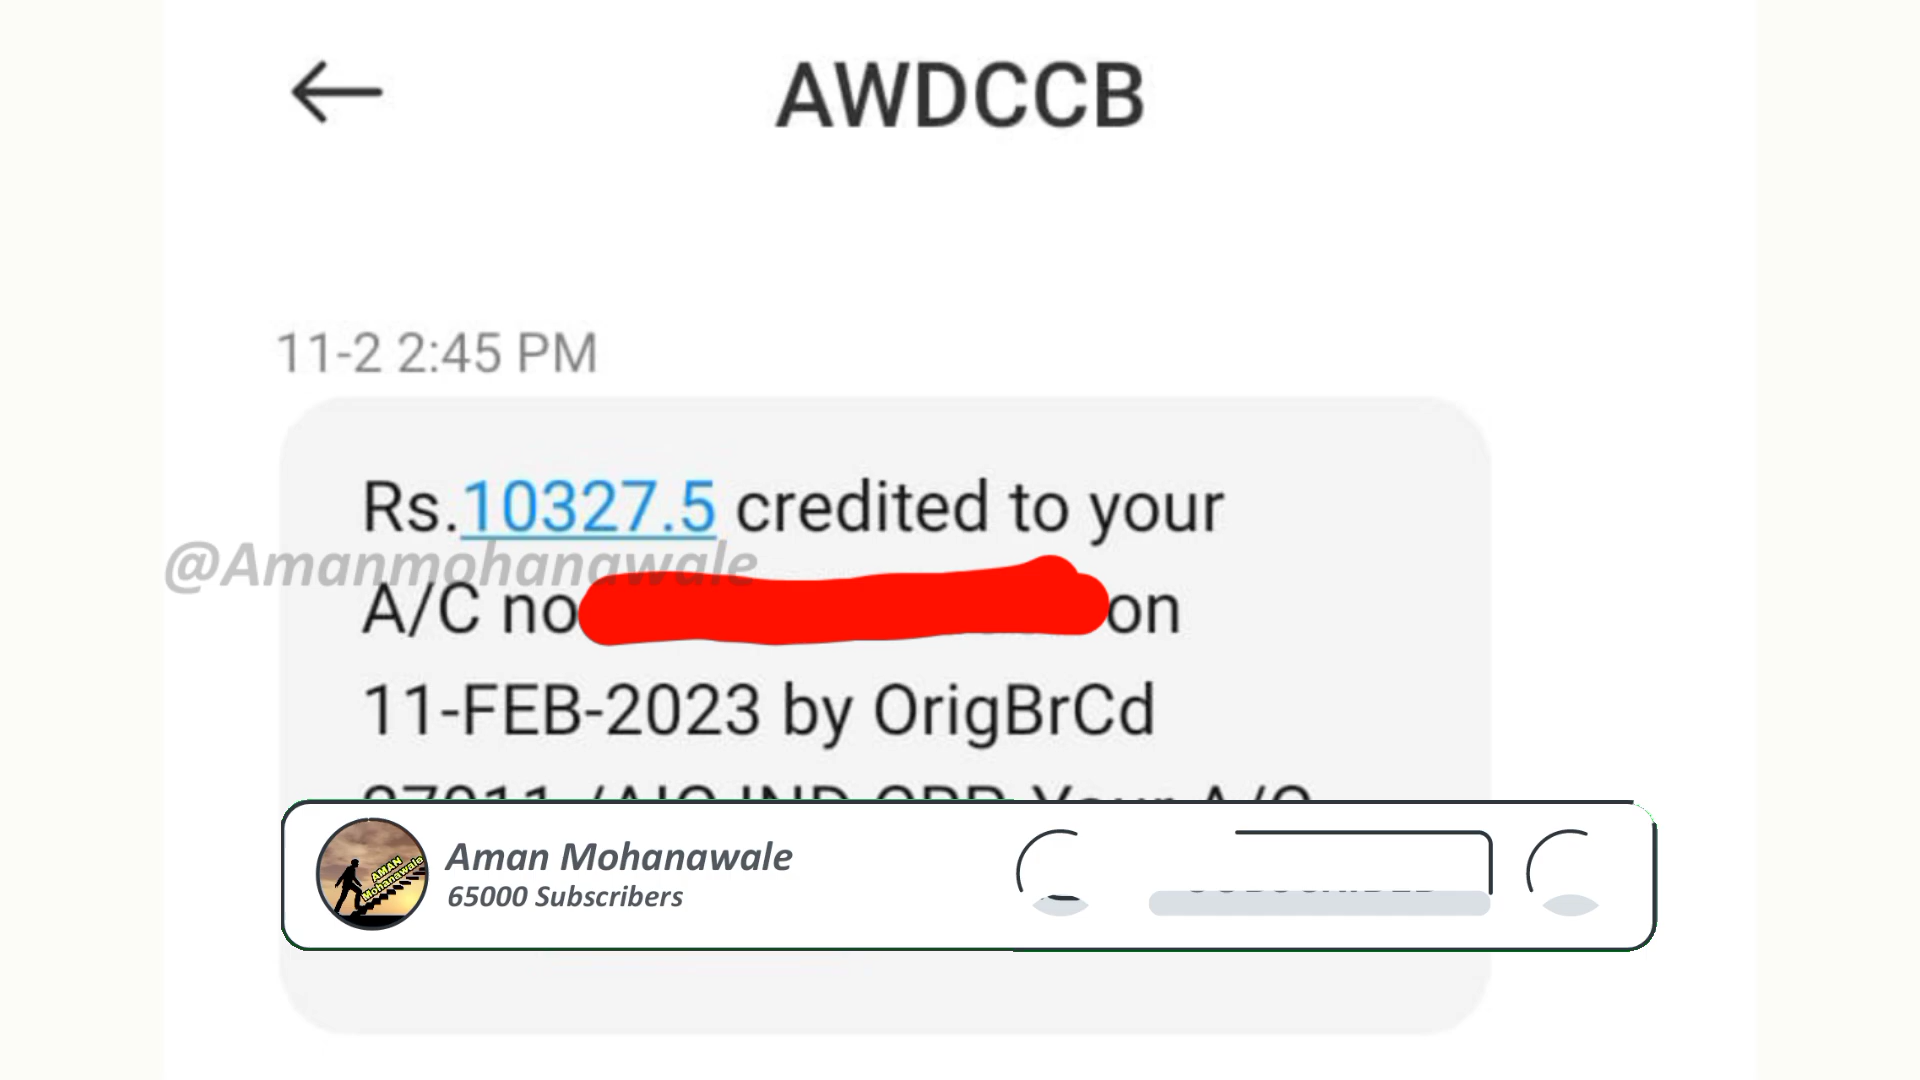 AWDCCB
11-2 2:45 PM
Rs.10327.5 credited to your
@Amanmohanawale
A/C no on
11-FEB-2023 by OrigBrCd
Your A/C
Aman Mohanawale
65000 Subscribers
AMAN
Mohanawale